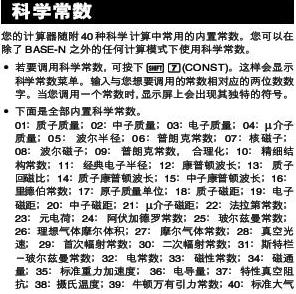 科学常数
您的计算器随附 40 种科学计算中常用的内置常数。您可以在
除了 BASE-N 之外的任何计算模式下使用科学常数。
• 若要调用科学常数，可按下 SHIFT 7 (CONST)。这样会显示
科学常数菜单。输入与您想要调用的常数相对应的两位数数
字。当您调用一个常数时，显示屏上会出现其独特的符号。
• 下面是全部内置科学常数。
01：质子质量；02：中子质量；03：电子质量；04：μ介子
质量；05： 波尔半径；06：普朗克常数；07：核磁子；
08： 波尔磁子；09： 普朗克常数，合理化；10： 精细结
构常数；11： 经典电子半径；12： 康普顿波长；13： 质子
回磁比；14：质子康普顿波长；15：中子康普顿波长；16：
里德伯常数；17：原子质量单位；18：质子磁距；19：电子
磁距；20：中子磁距；21：μ介子磁距；22：法拉第常数；
23： 元电荷；24： 阿伏加德罗常数；25： 玻尔兹曼常数；
26：理想气体摩尔体积；27：摩尔气体常数；28：真空光
速；29：首次幅射常数；30：二次幅射常数；31：斯特栏
－玻尔兹曼常数；32：电常数；33：磁性常数；34：磁通
量；35：标准重力加速度；36：电导量；37：特性真空阻
抗；38：摄氏温度；39：牛顿万有引力常数；40：标准大气